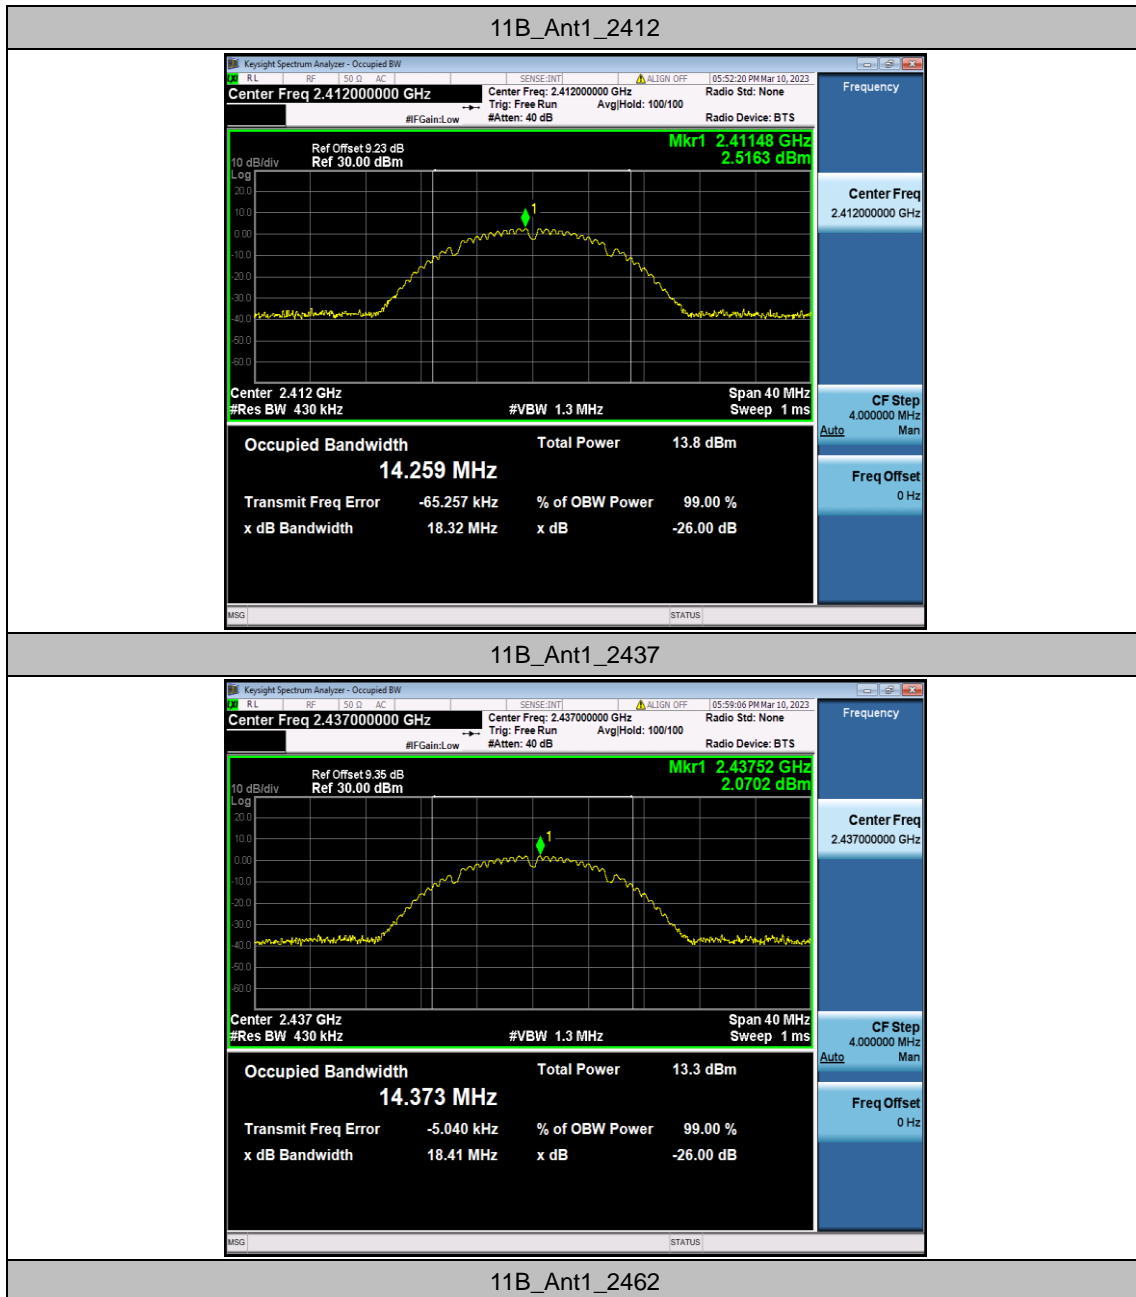 11B_Ant1_2412
Keysight Spectrum Analyzer - Occupied BW
RL RF 50 Ω AC SENSE:INT ALIGN OFF 05:52:20 PM Mar 10, 2023
Center Freq 2.412000000 GHz
Center Freq: 2.412000000 GHz Radio Std: None
Trig: Free Run Avg|Hold: 100/100
#IFGain:Low #Atten: 40 dB Radio Device: BTS
Frequency
Mkr1 2.41148 GHz
2.5163 dBm
Ref Offset 9.23 dB
10 dB/div Ref 30.00 dBm
Log
20.0
10.0
0.00
-10.0
-20.0
-30.0
-40.0
-50.0
-60.0
1
Center 2.412 GHz Span 40 MHz
#Res BW 430 kHz #VBW 1.3 MHz Sweep 1 ms
Center Freq
2.412000000 GHz
CF Step
4.000000 MHz
Auto Man
Freq Offset
0 Hz
Occupied Bandwidth Total Power 13.8 dBm
14.259 MHz
Transmit Freq Error -65.257 kHz % of OBW Power 99.00 %
x dB Bandwidth 18.32 MHz x dB -26.00 dB
MSG STATUS
11B_Ant1_2437
Keysight Spectrum Analyzer - Occupied BW
RL RF 50 Ω AC SENSE:INT ALIGN OFF 05:59:06 PM Mar 10, 2023
Center Freq 2.437000000 GHz
Center Freq: 2.437000000 GHz Radio Std: None
Trig: Free Run Avg|Hold: 100/100
#IFGain:Low #Atten: 40 dB Radio Device: BTS
Frequency
Mkr1 2.43752 GHz
2.0702 dBm
Ref Offset 9.35 dB
10 dB/div Ref 30.00 dBm
Log
20.0
10.0
0.00
-10.0
-20.0
-30.0
-40.0
-50.0
-60.0
1
Center 2.437 GHz Span 40 MHz
#Res BW 430 kHz #VBW 1.3 MHz Sweep 1 ms
Center Freq
2.437000000 GHz
CF Step
4.000000 MHz
Auto Man
Freq Offset
0 Hz
Occupied Bandwidth Total Power 13.3 dBm
14.373 MHz
Transmit Freq Error -5.040 kHz % of OBW Power 99.00 %
x dB Bandwidth 18.41 MHz x dB -26.00 dB
MSG STATUS
11B_Ant1_2462